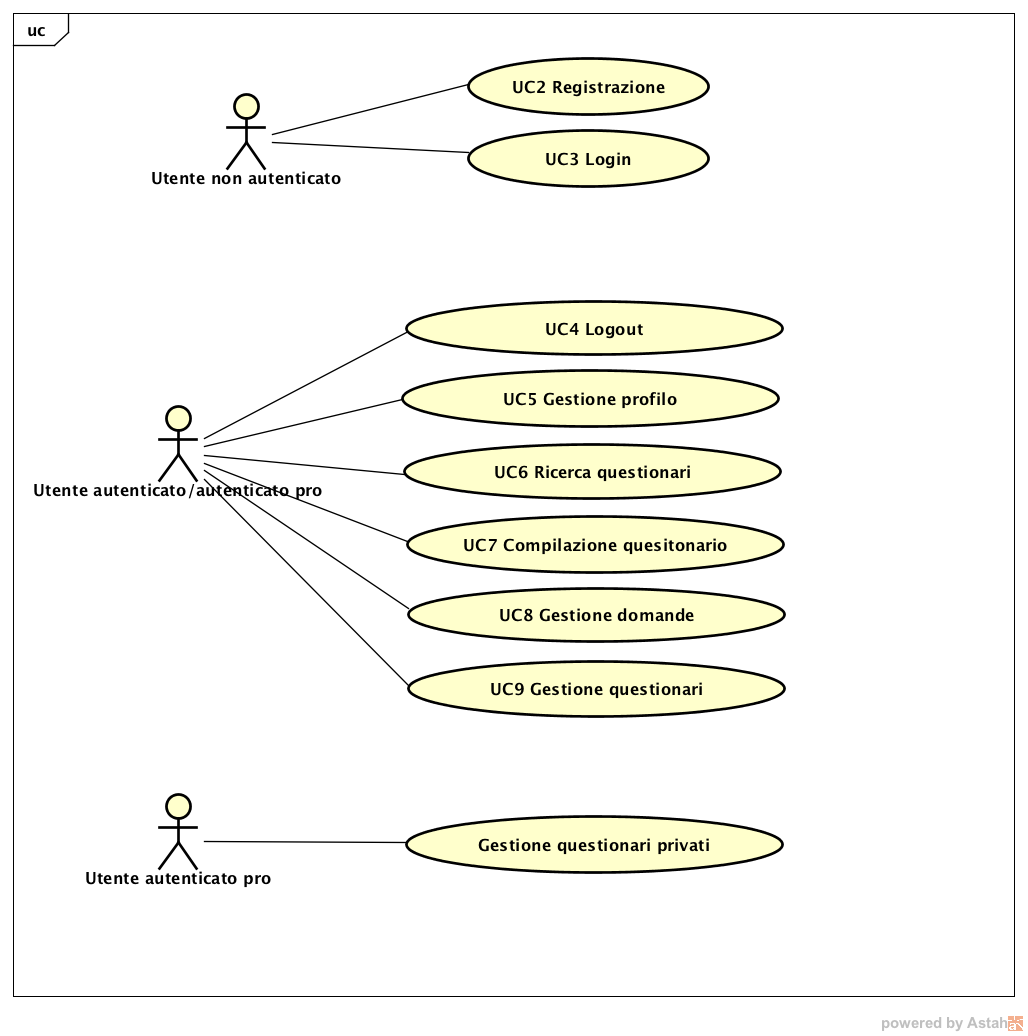 uc
UC2 Registrazione
UC3 Login
Utente non autenticato
UC4 Logout
UC5 Gestione profilo
UC6 Ricerca questionari
Utente autenticato/autenticato pro
UC7 Compilazione quesitonario
UC8 Gestione domande
UC9 Gestione questionari
Gestione questionari privati
Utente autenticato pro
powered by Astah